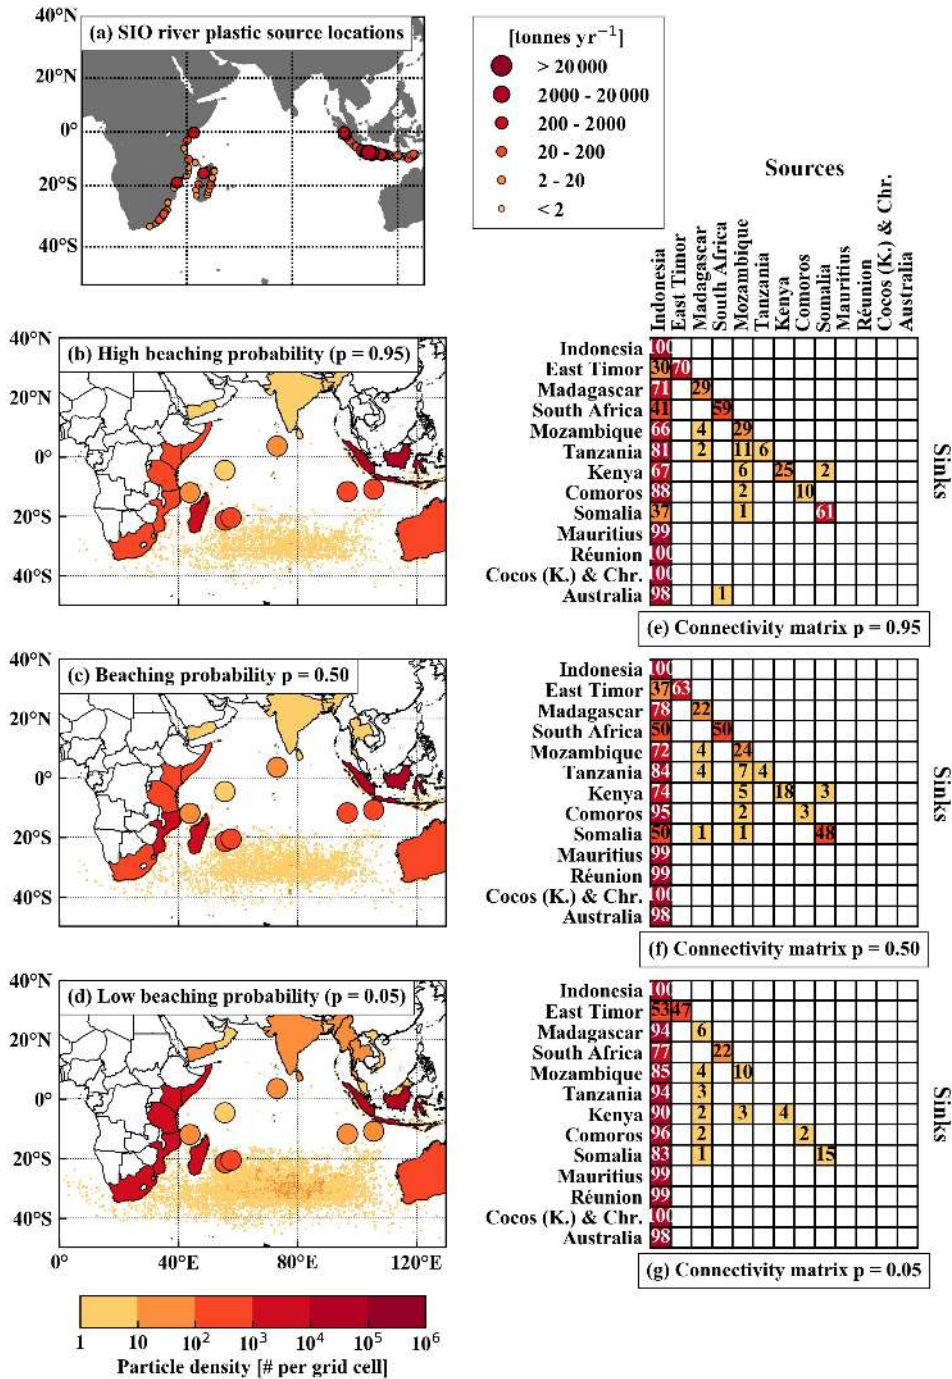 40°N
(a) SIO river plastic source locations
20°N
0°
20°S
40°S
[tonnes yr⁻¹]
> 20 000
2000 - 20 000
200 - 2000
20 - 200
2 - 20
< 2
Sources
Indonesia
East Timor
Madagascar
South Africa
Mozambique
Tanzania
Kenya
Comoros
Somalia
Mauritius
Réunion
Cocos (K.) & Chr.
Australia
40°N
(b) High beaching probability (p = 0.95)
20°N
0°
20°S
40°S
Indonesia 100
East Timor 30 70
Madagascar 71 29
South Africa 41 59
Mozambique 66 4 29
Tanzania 81 2 11 6
Kenya 67 6 25 2
Comoros 88 2 10
Somalia 37 1 61
Mauritius 99
Réunion 100
Cocos (K.) & Chr. 100
Australia 98 1
Sinks
(e) Connectivity matrix p = 0.95
40°N
(c) Beaching probability p = 0.50
20°N
0°
20°S
40°S
Indonesia 100
East Timor 37 63
Madagascar 78 22
South Africa 50 50
Mozambique 72 4 24
Tanzania 84 4 7 4
Kenya 74 5 18 3
Comoros 95 2 3
Somalia 50 1 1 48
Mauritius 99
Réunion 99
Cocos (K.) & Chr. 100
Australia 98
Sinks
(f) Connectivity matrix p = 0.50
40°N
(d) Low beaching probability (p = 0.05)
20°N
0°
20°S
40°S
0° 40°E 80°E 120°E
Indonesia 100
East Timor 53 47
Madagascar 94 6
South Africa 77 22
Mozambique 85 4 10
Tanzania 94 3
Kenya 90 2 3 4
Comoros 96 2 2
Somalia 83 1 15
Mauritius 99
Réunion 99
Cocos (K.) & Chr. 100
Australia 98
Sinks
(g) Connectivity matrix p = 0.05
1 10 10² 10³ 10⁴ 10⁵ 10⁶
Particle density [# per grid cell]